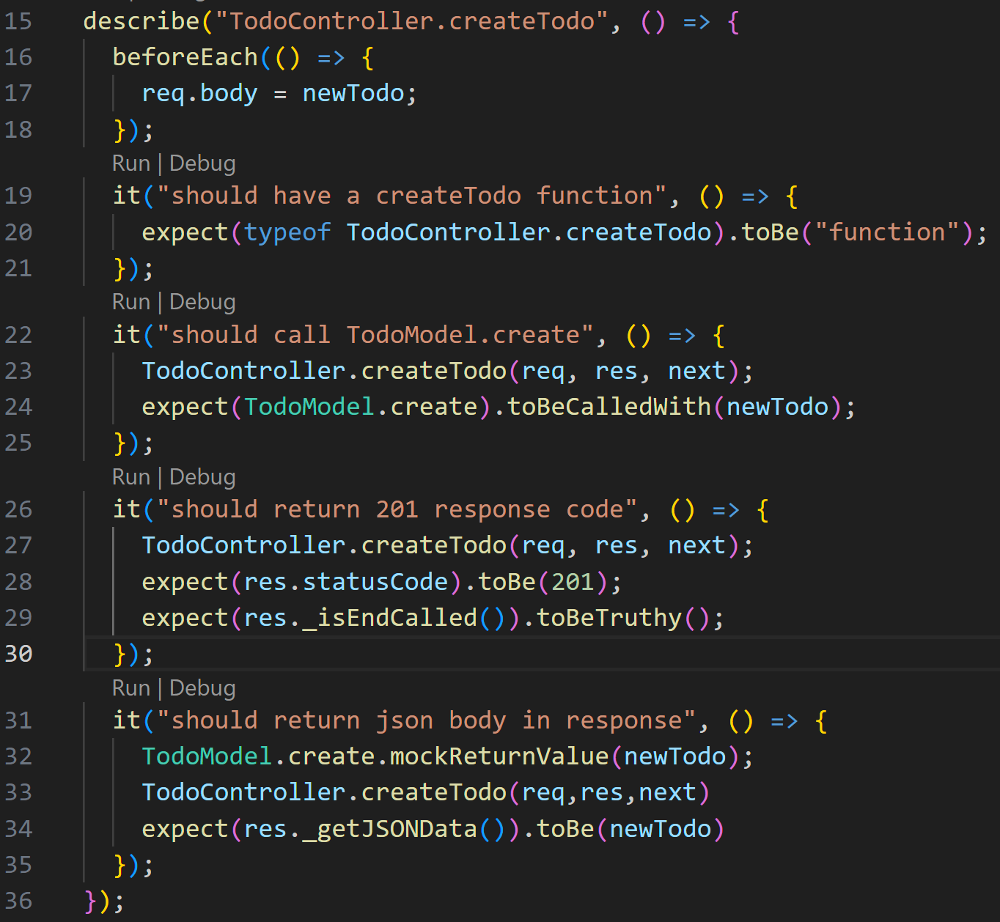 15 describe("TodoController.createTodo", () => {
16   beforeEach(() => {
17     req.body = newTodo;
18   });
Run | Debug
19   it("should have a createTodo function", () => {
20     expect(typeof TodoController.createTodo).toBe("function");
21   });
Run | Debug
22   it("should call TodoModel.create", () => {
23     TodoController.createTodo(req, res, next);
24     expect(TodoModel.create).toBeCalledWith(newTodo);
25   });
Run | Debug
26   it("should return 201 response code", () => {
27     TodoController.createTodo(req, res, next);
28     expect(res.statusCode).toBe(201);
29     expect(res._isEndCalled()).toBeTruthy();
30   });
Run | Debug
31   it("should return json body in response", () => {
32     TodoModel.create.mockReturnValue(newTodo);
33     TodoController.createTodo(req,res,next)
34     expect(res._getJSONData()).toBe(newTodo)
35   });
36 });